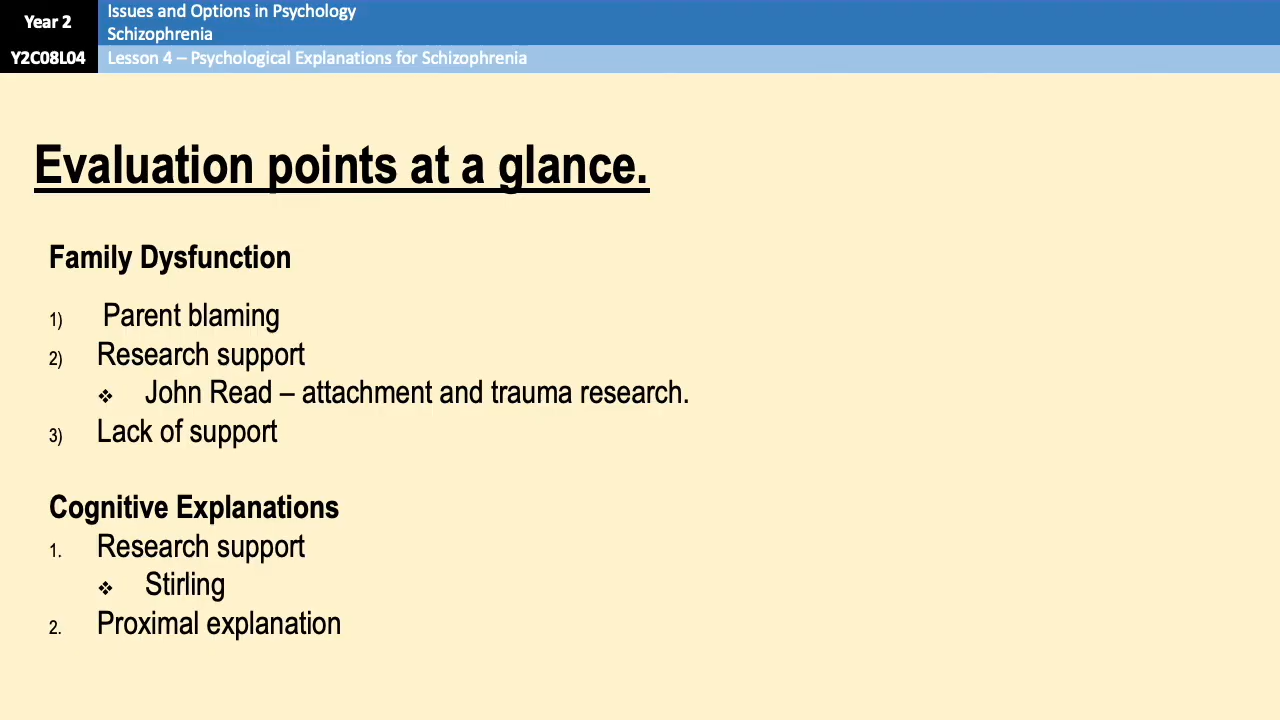 Year 2
Issues and Options in Psychology
Schizophrenia
Y2C08L04
Lesson 4 – Psychological Explanations for Schizophrenia
Evaluation points at a glance.
Family Dysfunction
1) Parent blaming
2) Research support
❖ John Read – attachment and trauma research.
3) Lack of support
Cognitive Explanations
1. Research support
❖ Stirling
2. Proximal explanation